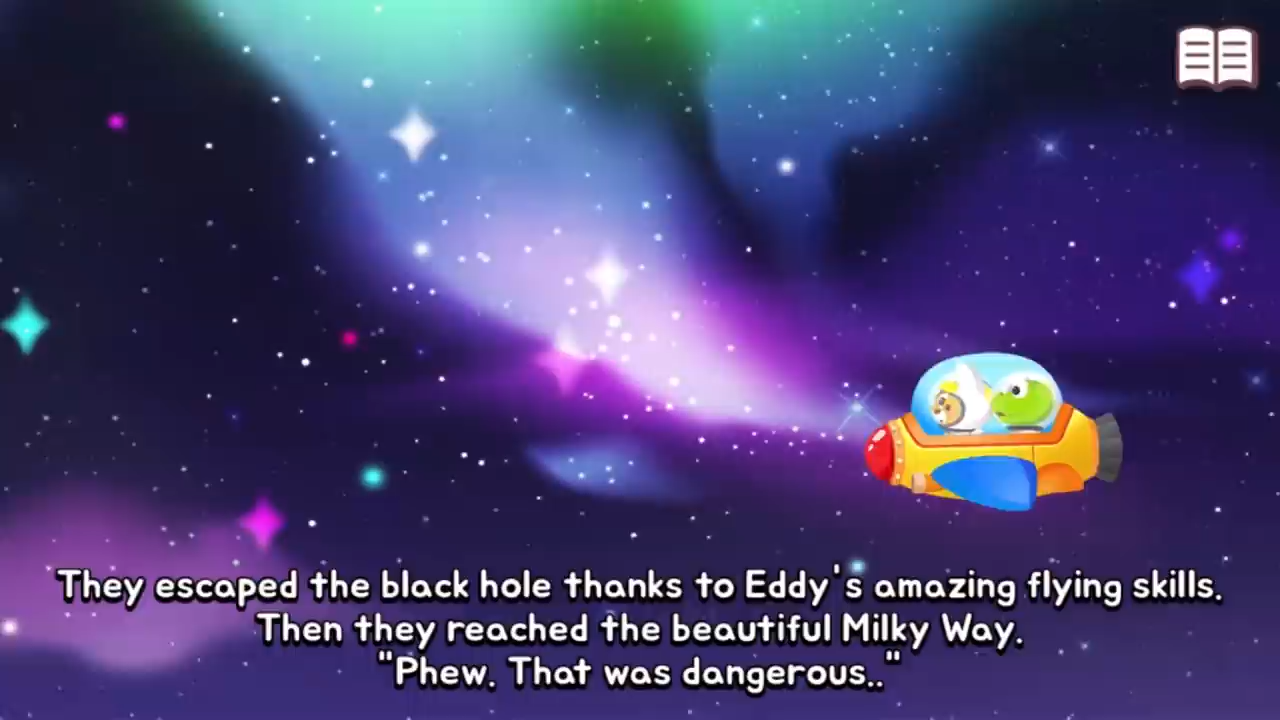 They escaped the black hole thanks to Eddy's amazing flying skills.
Then they reached the beautiful Milky Way.
"Phew. That was dangerous.."